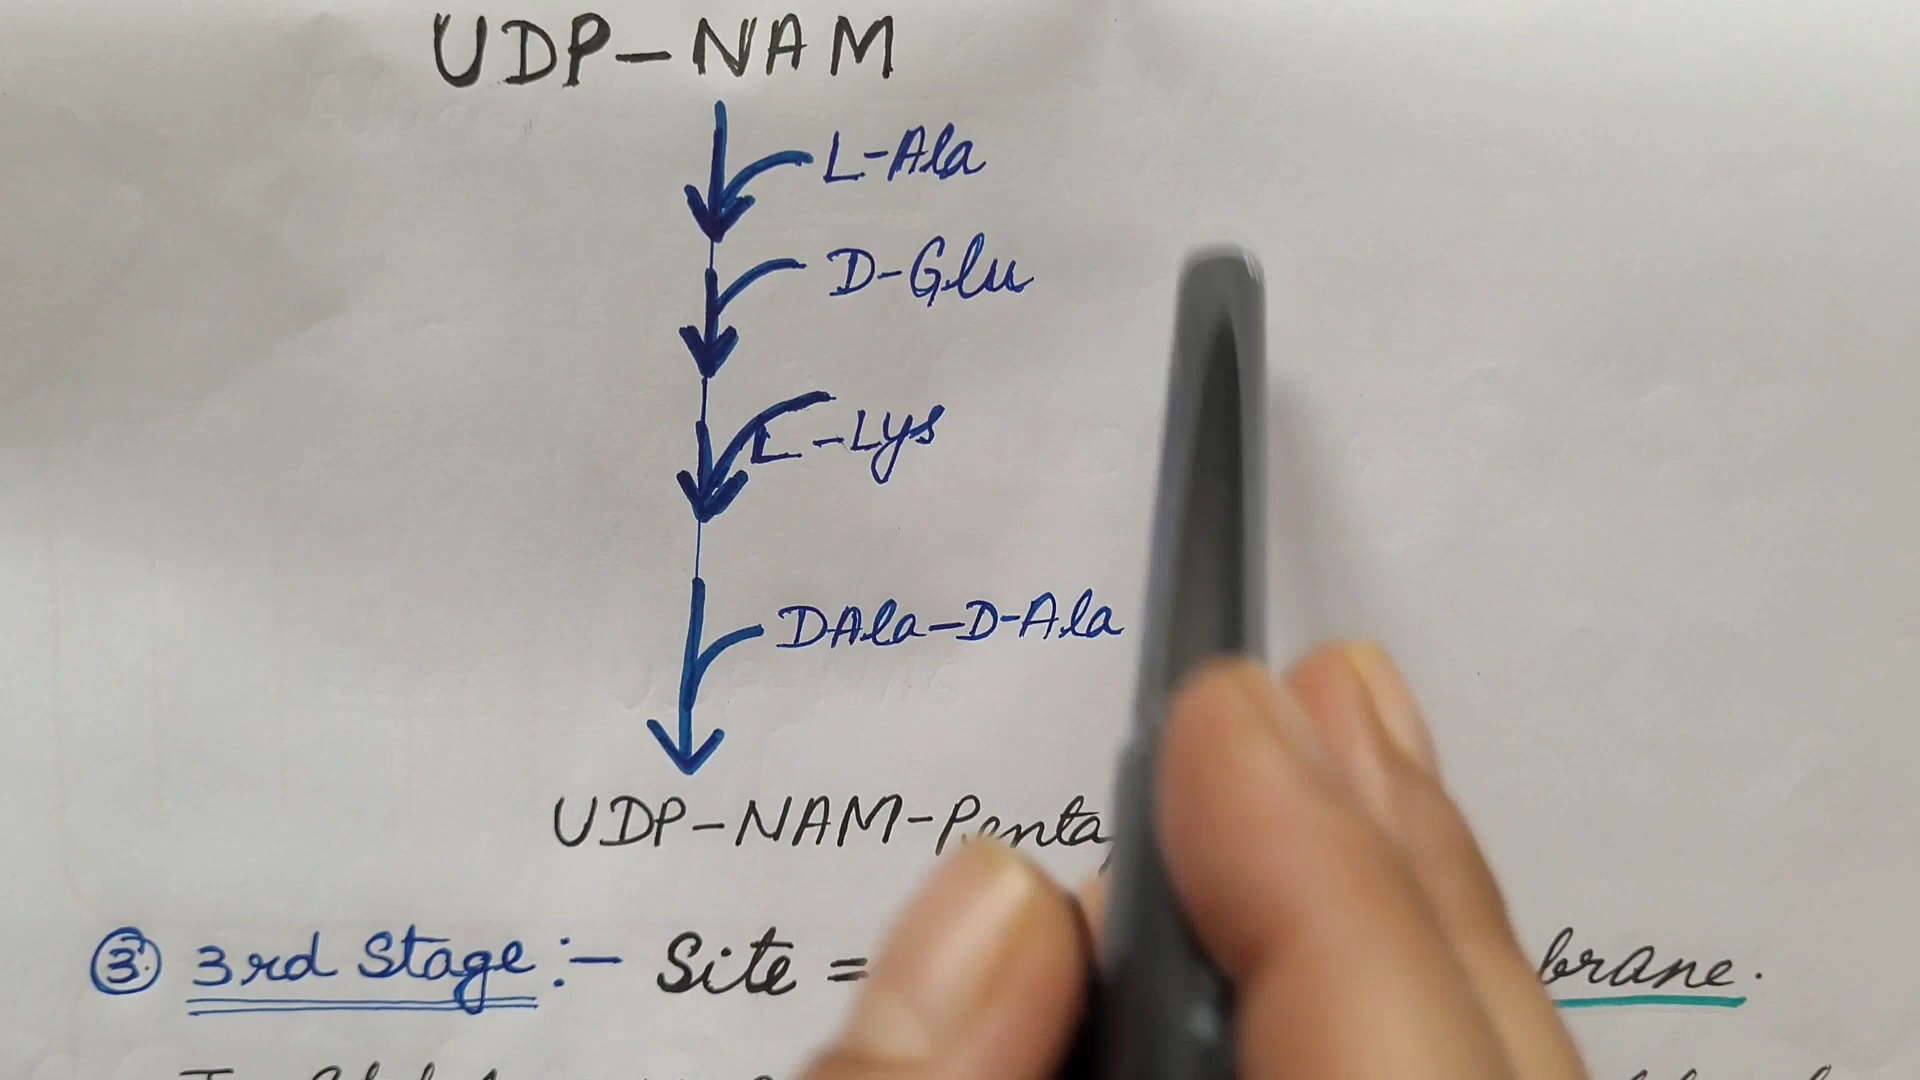 UDP-NAM
L-Ala
D-Glu
L-Lys
DAla-D-Ala
UDP-NAM-Penta
③ 3rd Stage :- Site = brane.